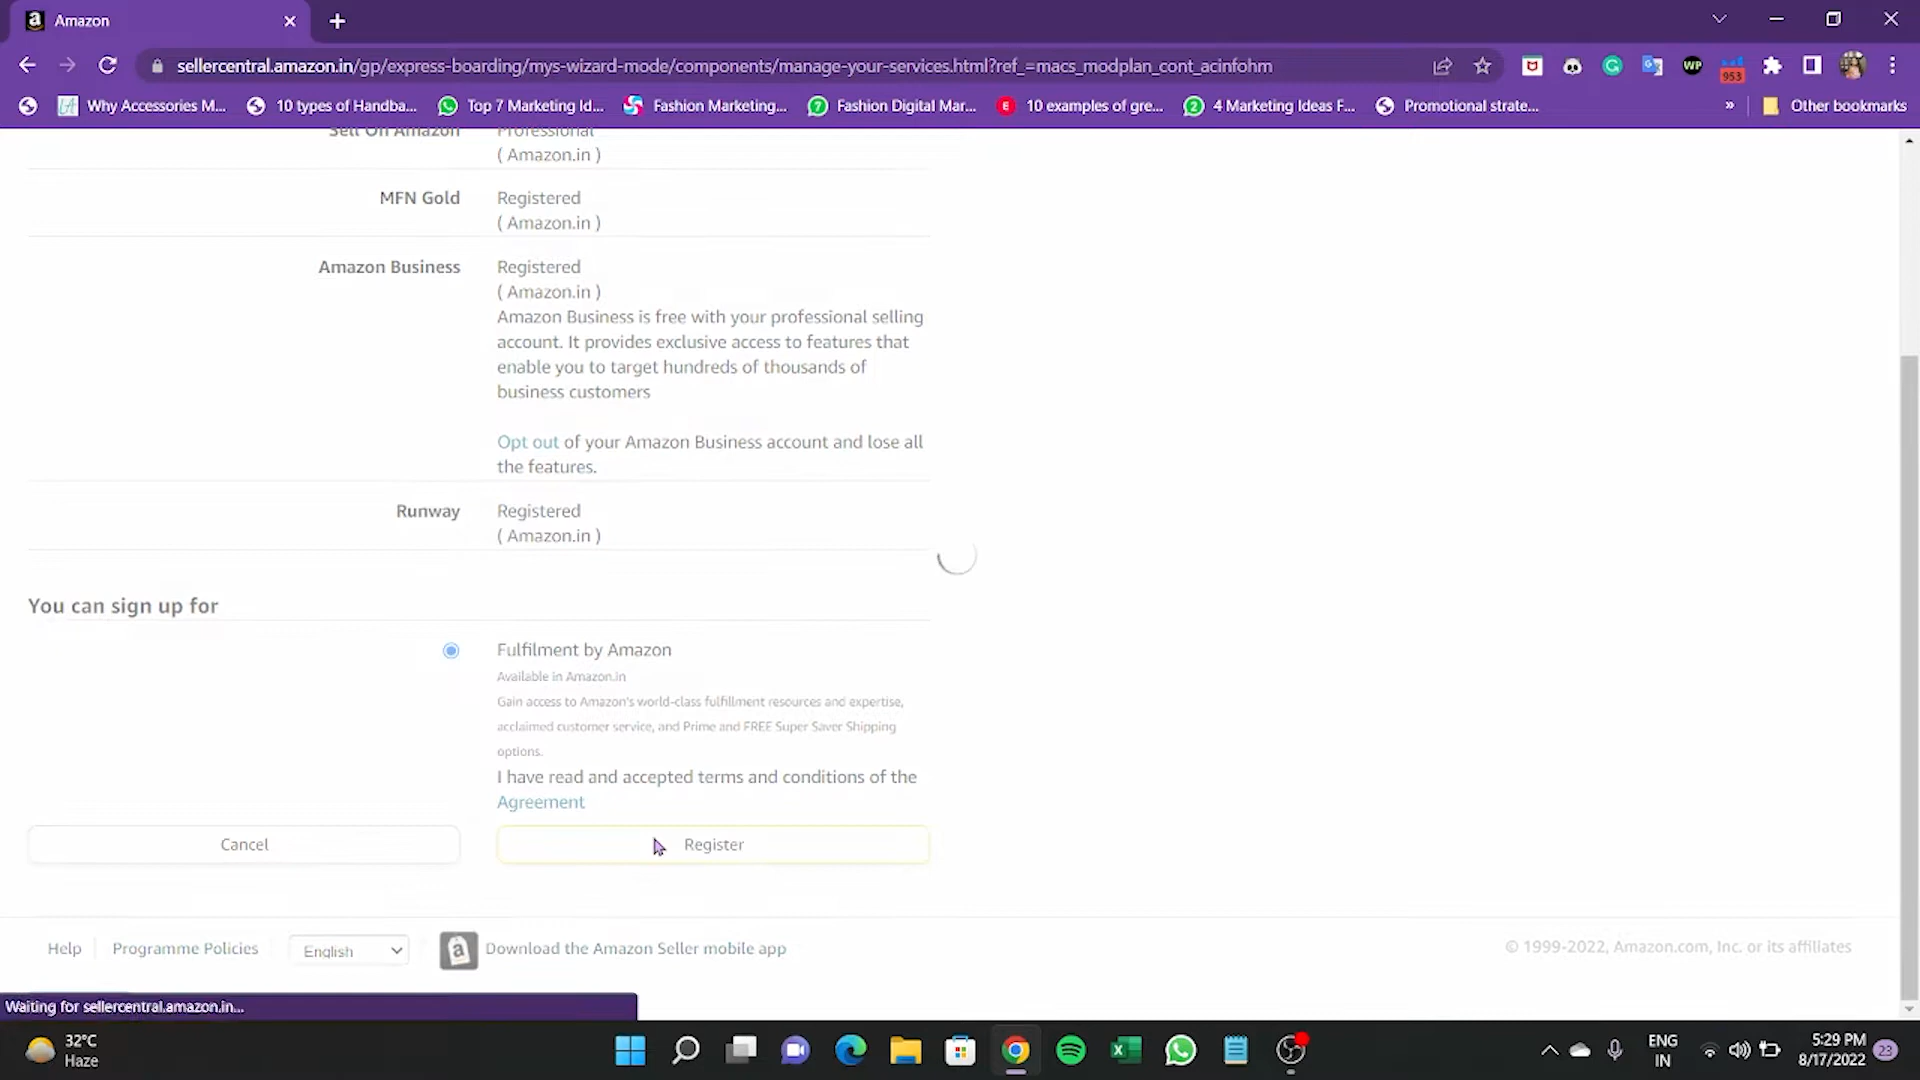 Amazon
sellercentral.amazon.in/gp/express-boarding/mys-wizard-mode/components/manage-your-services.html?ref_=macs_modplan_cont_acinfohm
WP
953
Why Accessories M...
10 types of Handba...
Top 7 Marketing Id...
Fashion Marketing...
Fashion Digital Mar...
10 examples of gre...
4 Marketing Ideas F...
Promotional strate...
»
Other bookmarks
Sell On Amazon
Professional
( Amazon.in )
MFN Gold
Registered
( Amazon.in )
Amazon Business
Registered
( Amazon.in )
Amazon Business is free with your professional selling
account. It provides exclusive access to features that
enable you to target hundreds of thousands of
business customers
Opt out of your Amazon Business account and lose all
the features.
Runway
Registered
( Amazon.in )
You can sign up for
Fulfilment by Amazon
Available in Amazon.in
Gain access to Amazon's world-class fulfillment resources and expertise,
acclaimed customer service, and Prime and FREE Super Saver Shipping
options.
I have read and accepted terms and conditions of the
Agreement
Cancel
Register
Help
Programme Policies
English
Download the Amazon Seller mobile app
© 1999-2022, Amazon.com, Inc. or its affiliates
Waiting for sellercentral.amazon.in...
32°C
Haze
ENG
IN
5:29 PM
8/17/2022
23